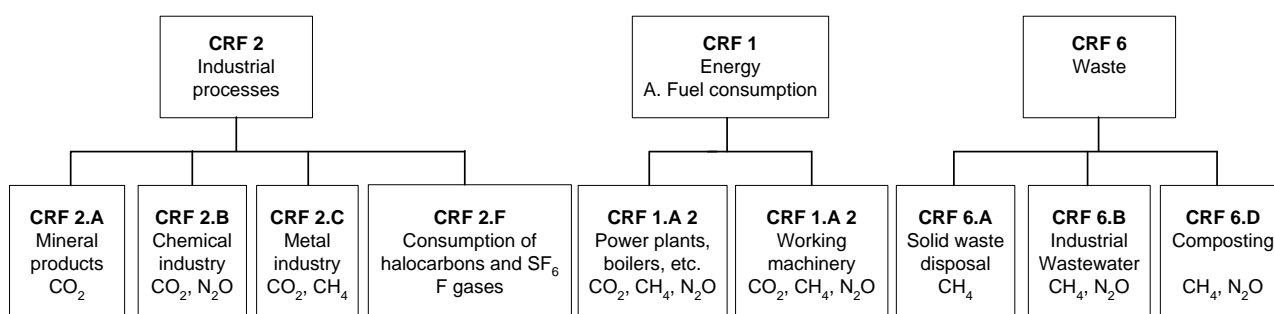 CRF 2
Industrial
processes
CRF 1
Energy
A. Fuel consumption
CRF 6
Waste
CRF 2.A
Mineral
products
CO₂
CRF 2.B
Chemical
industry
CO₂, N₂O
CRF 2.C
Metal
industry
CO₂, CH₄
CRF 2.F
Consumption of
halocarbons and SF₆
F gases
CRF 1.A 2
Power plants,
boilers, etc.
CO₂, CH₄, N₂O
CRF 1.A 2
Working
machinery
CO₂, CH₄, N₂O
CRF 6.A
Solid waste
disposal
CH₄
CRF 6.B
Industrial
Wastewater
CH₄, N₂O
CRF 6.D
Composting
CH₄, N₂O